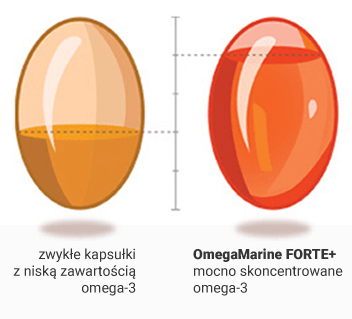 zwykłe kapsułki
z niską zawartością
omega-3
OmegaMarine FORTE+
mocno skoncentrowane
omega-3